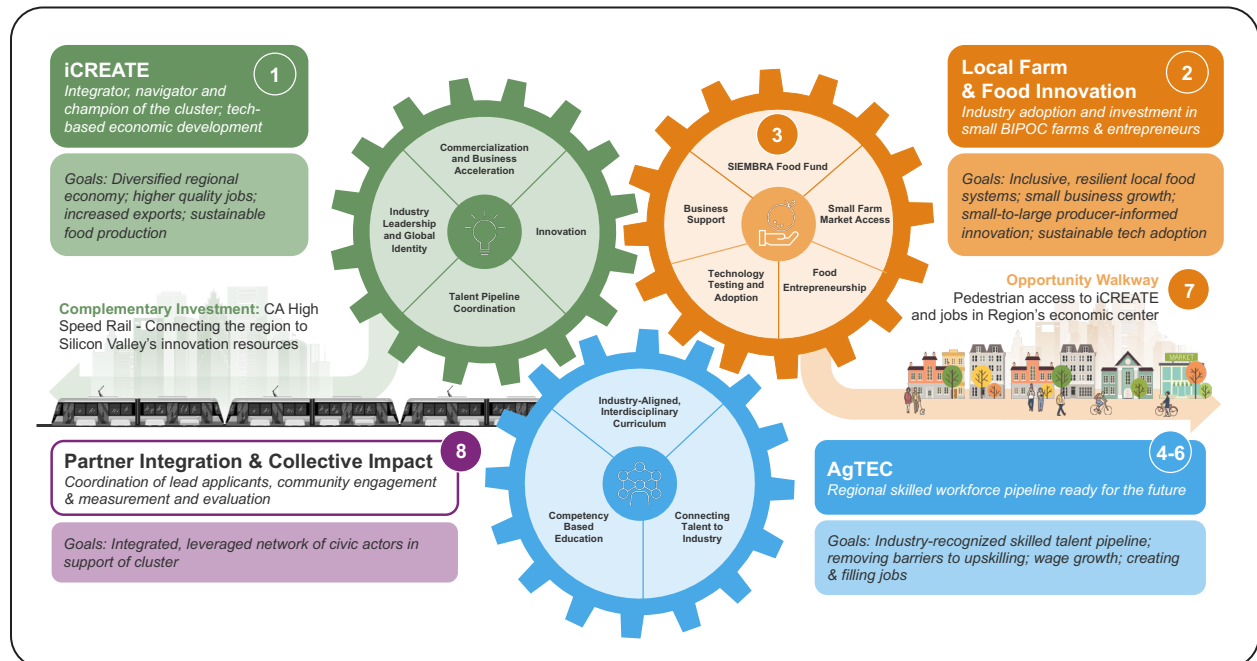 iCREATE
1
Integrator, navigator and
champion of the cluster; tech-
based economic development
Goals: Diversified regional
economy; higher quality jobs;
increased exports; sustainable
food production
Complementary Investment: CA High
Speed Rail - Connecting the region to
Silicon Valley's innovation resources
Commercialization
and Business
Acceleration
Industry
Leadership
and Global
Identity
Innovation
Talent Pipeline
Coordination
3
SIEMBRA Food Fund
Business
Support
Small Farm
Market Access
Technology
Testing and
Adoption
Food
Entrepreneurship
Local Farm
& Food Innovation
2
Industry adoption and investment in
small BIPOC farms & entrepreneurs
Goals: Inclusive, resilient local food
systems; small business growth;
small-to-large producer-informed
innovation; sustainable tech adoption
Opportunity Walkway
7
Pedestrian access to iCREATE
and jobs in Region's economic center
MARKET
Partner Integration & Collective Impact
8
Coordination of lead applicants, community engagement
& measurement and evaluation
Goals: Integrated, leveraged network of civic actors in
support of cluster
Industry-Aligned,
Interdisciplinary
Curriculum
Competency
Based
Education
Connecting
Talent to
Industry
AgTEC
4-6
Regional skilled workforce pipeline ready for the future
Goals: Industry-recognized skilled talent pipeline;
removing barriers to upskilling; wage growth; creating
& filling jobs